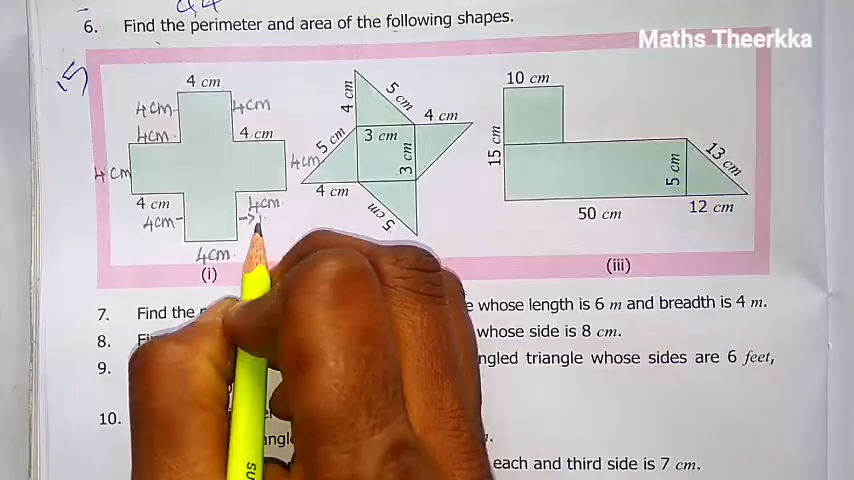 44
6. Find the perimeter and area of the following shapes.
Maths Theerkka
15
4 cm
4cm
4cm
4cm
4 cm
4cm
4cm
4 cm
4cm
4cm
4cm
(i)
4 cm
5 cm
4 cm
5 cm
3 cm
3 cm
4 cm
5 cm
10 cm
15 cm
5 cm
13 cm
50 cm
12 cm
(iii)
7. Find the
whose length is 6 m and breadth is 4 m.
8.
whose side is 8 cm.
9.
ngled triangle whose sides are 6 feet,
10.
angl
each and third side is 7 cm.